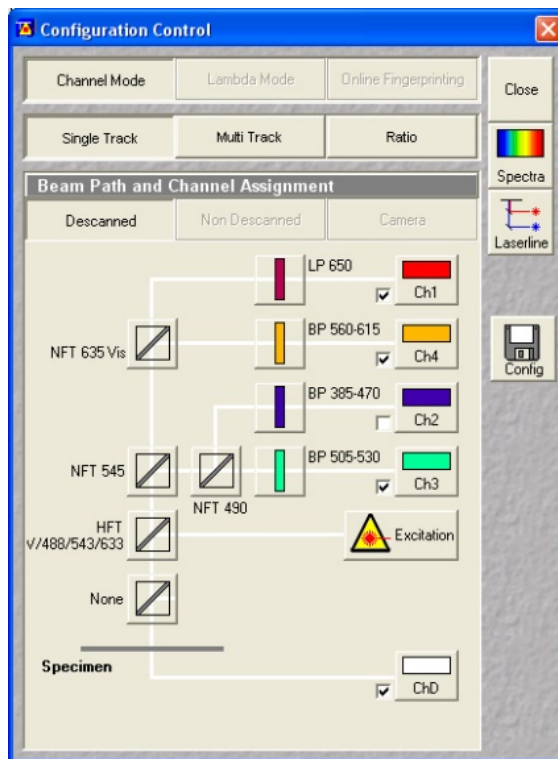 Configuration Control
Channel Mode Lambda Mode Online Fingerprinting
Close
Single Track Multi Track Ratio
Spectra
Beam Path and Channel Assignment
Descanned Non Descanned Camera
Laserline
LP 650
Ch1
BP 560-615
NFT 635 Vis
Ch4
Config
BP 385-470
Ch2
BP 505-530
NFT 545
Ch3
NFT 490
HFT
V/488/543/633
Excitation
None
Specimen
ChD